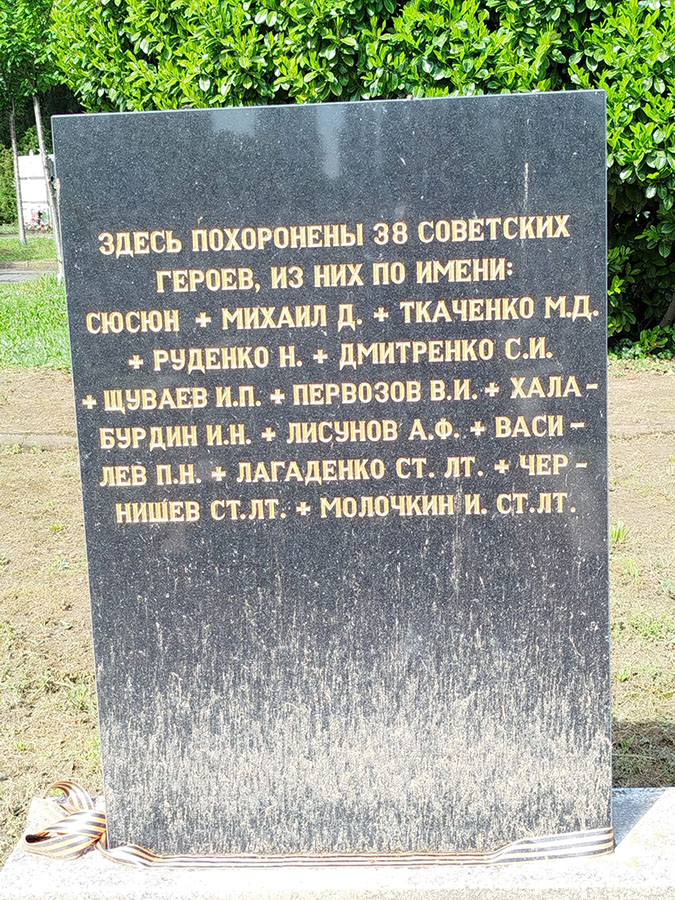 ЗДЕСЬ ПОХОРОНЕНЫ 38 СОВЕТСКИХ
ГЕРОЕВ, ИЗ НИХ ПО ИМЕНИ:
СЮСЮН + МИХАИЛ Д. + ТКАЧЕНКО М.Д.
+ РУДЕНКО Н. + ДМИТРЕНКО С.И.
+ ЩУВАЕВ И.П. + ПЕРВОЗОВ В.И. + ХАЛА-
БУРДИН И.Н. + ЛИСУНОВ А.Ф. + ВАСИ-
ЛЕВ П.Н. + ЛАГАДЕНКО СТ. ЛТ. + ЧЕР-
НИШЕВ СТ.ЛТ. + МОЛОЧКИН И. СТ.ЛТ.